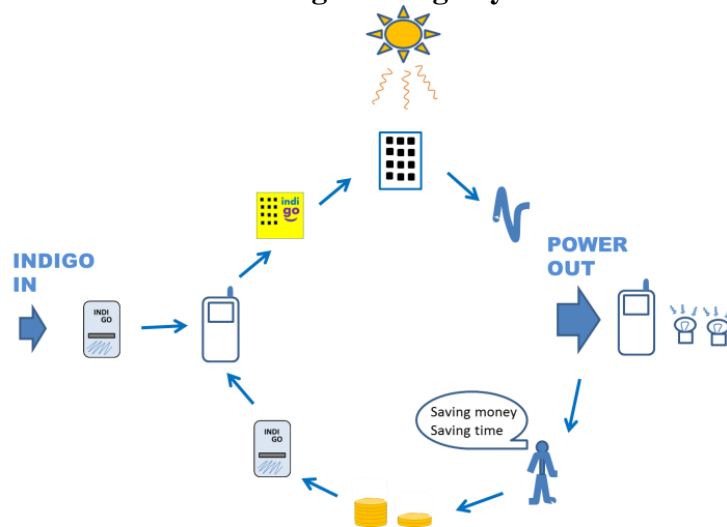 indi
go
POWER
OUT
INDIGO
IN
INDI
GO
Saving money
Saving time
INDI
GO